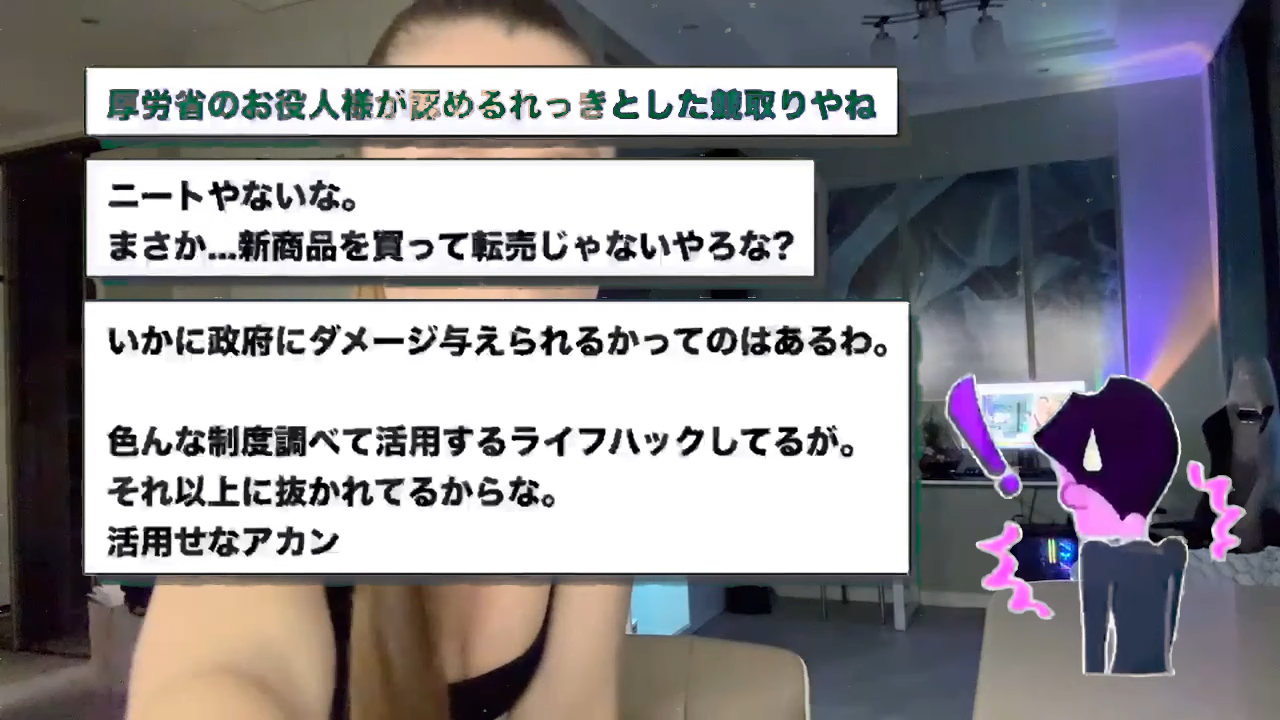 厚労省のお役人様が認めるれっきとした競取りやね
ニートやないな。
まさか...新商品を買って転売じゃないやろな?
いかに政府にダメージ与えられるかってのはあるわ。
色んな制度調べて活用するライフハックしてるが。
それ以上に抜かれてるからな。
活用せなアカン